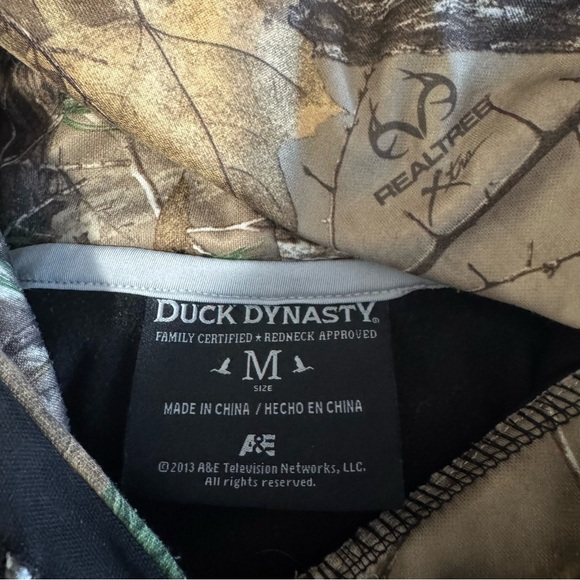 REALTREE
Xtra
DUCK DYNASTY®
FAMILY CERTIFIED ★ REDNECK APPROVED
M
SIZE
MADE IN CHINA / HECHO EN CHINA
A&E
©2013 A&E Television Networks, LLC.
All rights reserved.